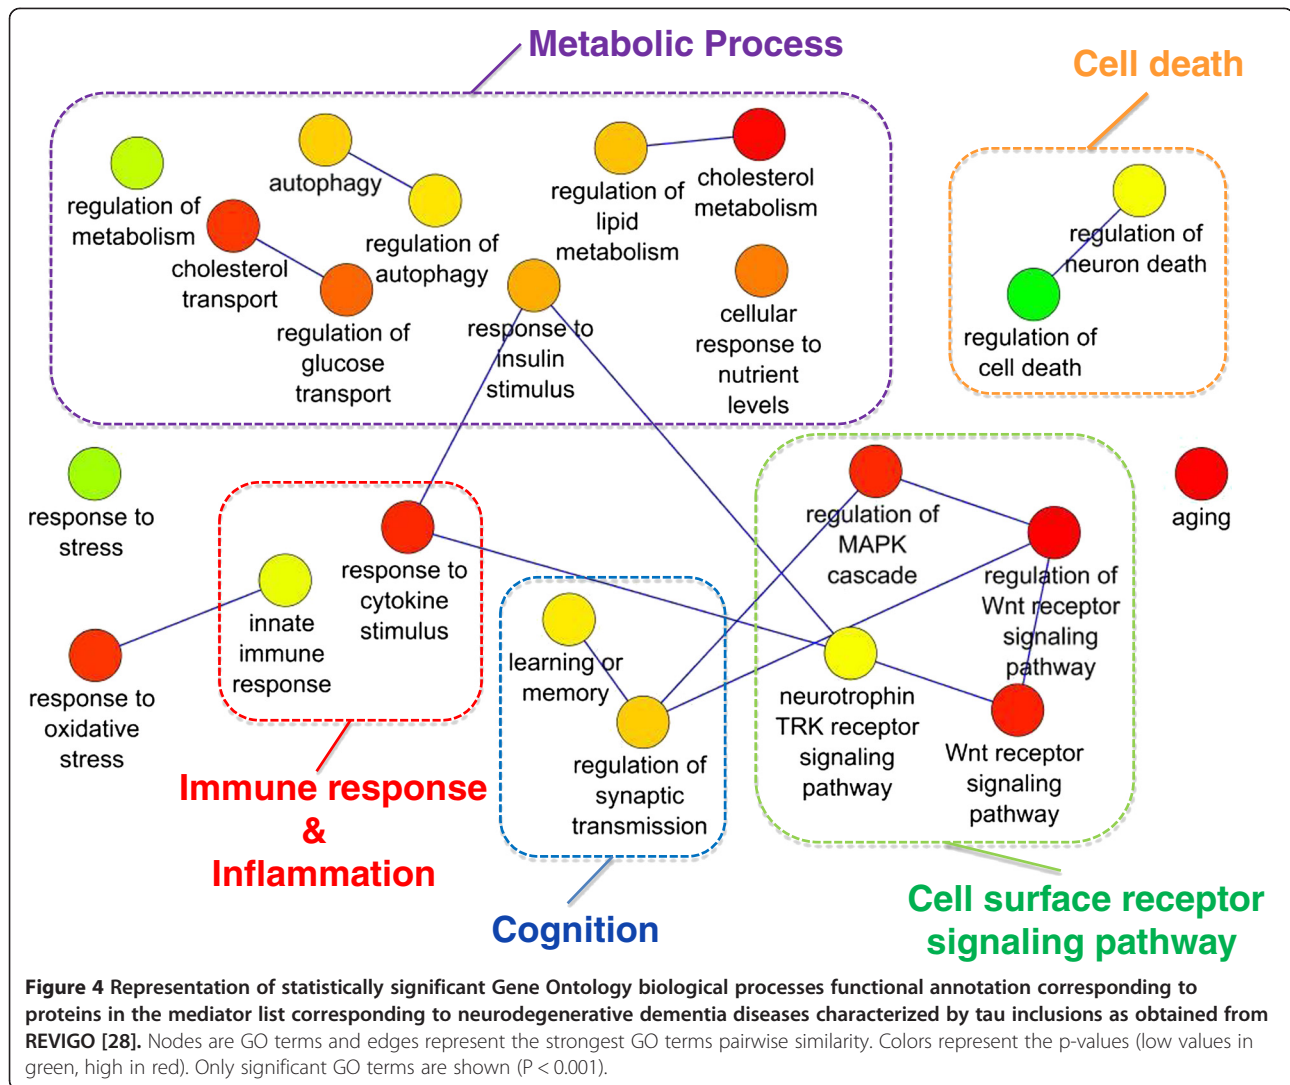 Metabolic Process
Cell death
autophagy
regulation of
metabolism
cholesterol
transport
regulation of
autophagy
regulation of
glucose
transport
regulation of
lipid
metabolism
cholesterol
metabolism
response to
insulin
stimulus
cellular
response to
nutrient
levels
regulation of
neuron death
regulation of
cell death
response to
stress
response to
oxidative
stress
innate
immune
response
response to
cytokine
stimulus
learning or
memory
regulation of
synaptic
transmission
regulation of
MAPK
cascade
regulation of
Wnt receptor
signaling
pathway
neurotrophin
TRK receptor
signaling
pathway
Wnt receptor
signaling
pathway
aging
Immune response
&
Inflammation
Cognition
Cell surface receptor
signaling pathway
Figure 4 Representation of statistically significant Gene Ontology biological processes functional annotation corresponding to
proteins in the mediator list corresponding to neurodegenerative dementia diseases characterized by tau inclusions as obtained from
REVIGO [28]. Nodes are GO terms and edges represent the strongest GO terms pairwise similarity. Colors represent the p-values (low values in
green, high in red). Only significant GO terms are shown (P < 0.001).